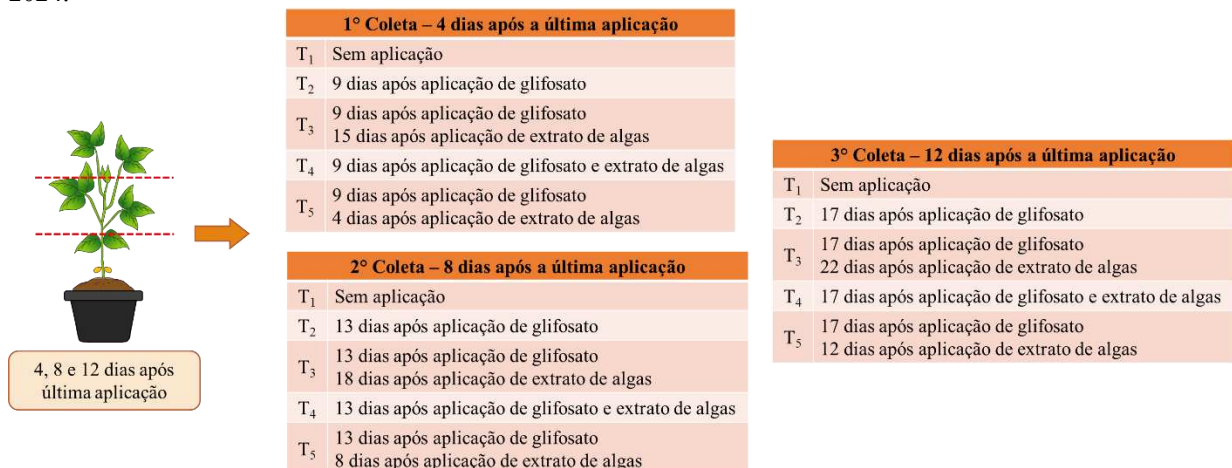 2024.
1° Coleta – 4 dias após a última aplicação
T1 Sem aplicação
T2 9 dias após aplicação de glifosato
T3 9 dias após aplicação de glifosato
15 dias após aplicação de extrato de algas
T4 9 dias após aplicação de glifosato e extrato de algas
T5 9 dias após aplicação de glifosato
4 dias após aplicação de extrato de algas
2° Coleta – 8 dias após a última aplicação
T1 Sem aplicação
T2 13 dias após aplicação de glifosato
T3 13 dias após aplicação de glifosato
18 dias após aplicação de extrato de algas
T4 13 dias após aplicação de glifosato e extrato de algas
T5 13 dias após aplicação de glifosato
8 dias após aplicação de extrato de algas
3° Coleta – 12 dias após a última aplicação
T1 Sem aplicação
T2 17 dias após aplicação de glifosato
T3 17 dias após aplicação de glifosato
22 dias após aplicação de extrato de algas
T4 17 dias após aplicação de glifosato e extrato de algas
T5 17 dias após aplicação de glifosato
12 dias após aplicação de extrato de algas
4, 8 e 12 dias após
última aplicação